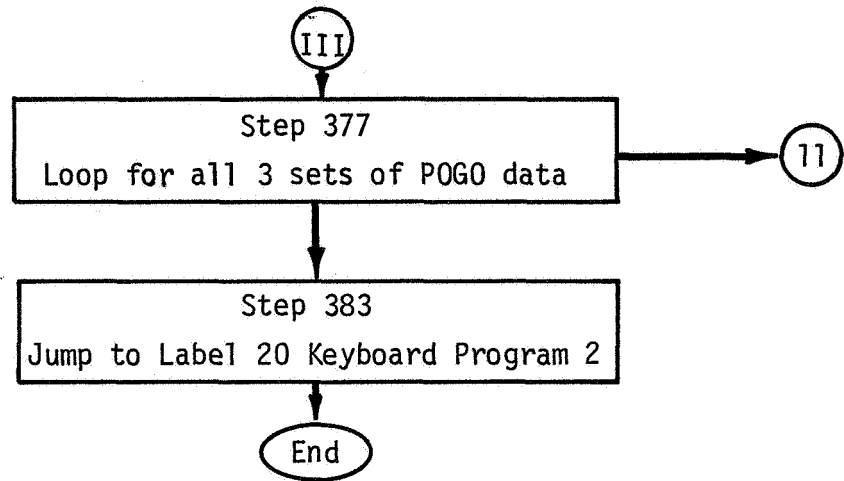 III
Step 377
Loop for all 3 sets of POGO data
11
Step 383
Jump to Label 20 Keyboard Program 2
End